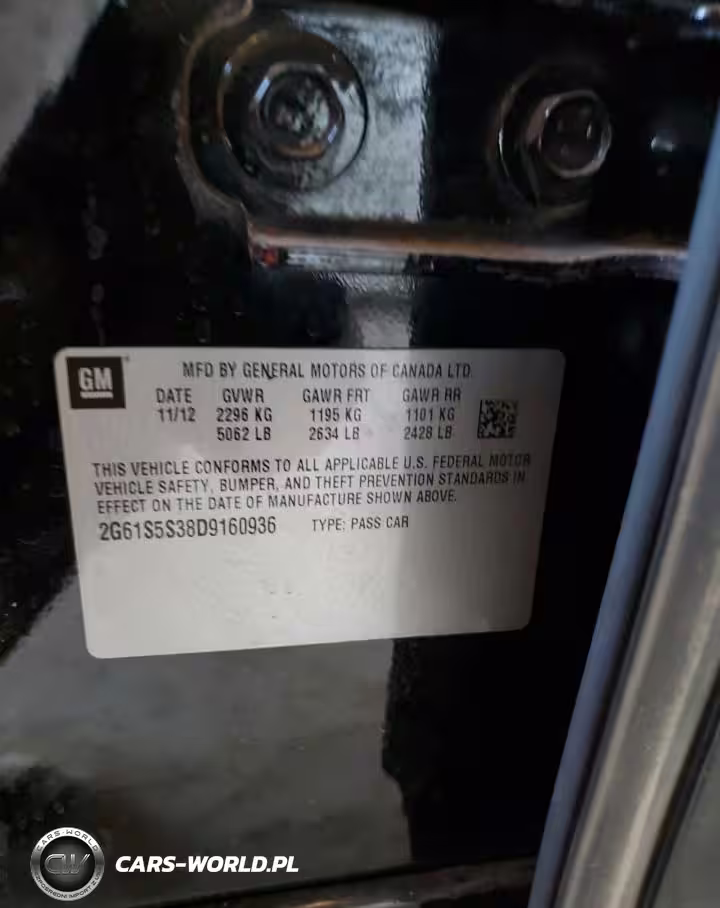 GM
MFD BY GENERAL MOTORS OF CANADA LTD.
DATE GVWR GAWR FRT GAWR RR
11/12 2296 KG 1195 KG 1101 KG
5062 LB 2634 LB 2428 LB
THIS VEHICLE CONFORMS TO ALL APPLICABLE U.S. FEDERAL MOTOR
VEHICLE SAFETY, BUMPER, AND THEFT PREVENTION STANDARDS IN
EFFECT ON THE DATE OF MANUFACTURE SHOWN ABOVE.
2G61S5S38D9160936 TYPE: PASS CAR
CARS-WORLD
CW
CARS-WORLD.PL